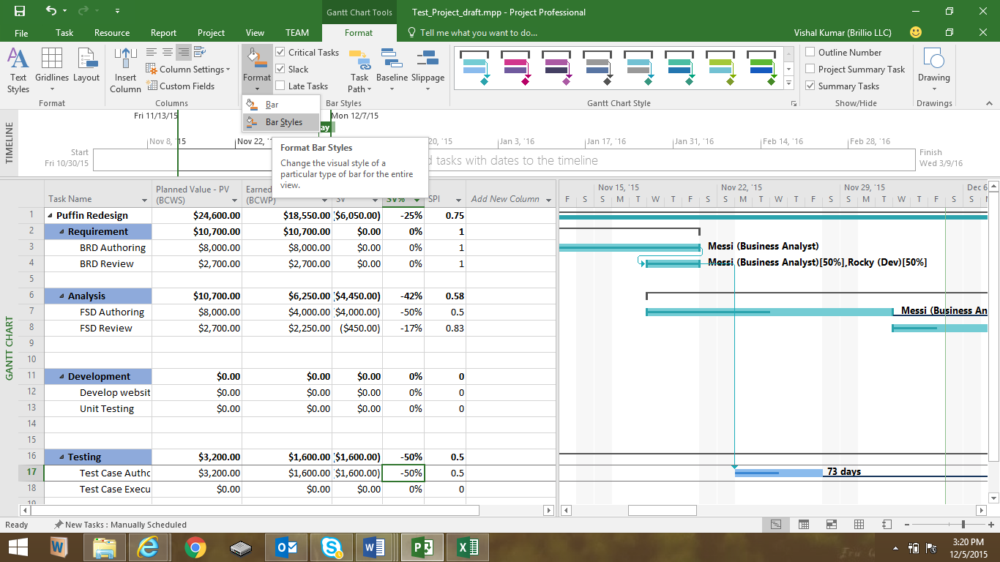 Gantt Chart Tools
Test_Project_draft.mpp - Project Professional
File Task Resource Report Project View TEAM Format Tell me what you want to do... Vishal Kumar (Brillio LLC)
Text Styles
Gridlines
Layout
Format
Insert Column
Column Settings
Custom Fields
Columns
Format
Critical Tasks
Slack
Late Tasks
Task Path
Baseline
Slippage
Bar Styles
Gantt Chart Style
Outline Number
Project Summary Task
Summary Tasks
Show/Hide
Drawing
Drawings
Bar
Bar Styles
Format Bar Styles
Change the visual style of a
particular type of bar for the entire
view.
TIMELINE
Fri 11/13/15
Mon 12/7/15
ay
Nov 8, '15 Nov 22, 20, '15 Jan 3, '16 Jan 17, '16 Jan 31, '16 Feb 14, '16 Feb 28, '16
Start
Fri 10/30/15
d tasks with dates to the timeline
Finish
Wed 3/9/16
GANTT CHART
Task Name
Planned Value - PV (BCWS)
Earned
(BCWP)
SV
SV%
SPI
Add New Column
Nov 15, '15 Nov 22, '15 Nov 29, '15 Dec 6
F S S M T W T F S S M T W T F S S M T W T F S S M
1 Puffin Redesign $24,600.00 $18,550.00 ($6,050.00) -25% 0.75
2 Requirement $10,700.00 $10,700.00 $0.00 0% 1
3 BRD Authoring $8,000.00 $8,000.00 $0.00 0% 1 Messi (Business Analyst)
4 BRD Review $2,700.00 $2,700.00 $0.00 0% 1 Messi (Business Analyst)[50%],Rocky (Dev)[50%]
5
6 Analysis $10,700.00 $6,250.00 ($4,450.00) -42% 0.58
7 FSD Authoring $8,000.00 $4,000.00 ($4,000.00) -50% 0.5 Messi (Business An
8 FSD Review $2,700.00 $2,250.00 ($450.00) -17% 0.83
9
10
11 Development $0.00 $0.00 $0.00 0% 0
12 Develop websit $0.00 $0.00 $0.00 0% 0
13 Unit Testing $0.00 $0.00 $0.00 0% 0
14
15
16 Testing $3,200.00 $1,600.00 ($1,600.00) -50% 0.5
17 Test Case Autho $3,200.00 $1,600.00 ($1,600.00) -50% 0.5 73 days
18 Test Case Execu $0.00 $0.00 $0.00 0% 0
19
Ready New Tasks : Manually Scheduled
3:20 PM
12/5/2015